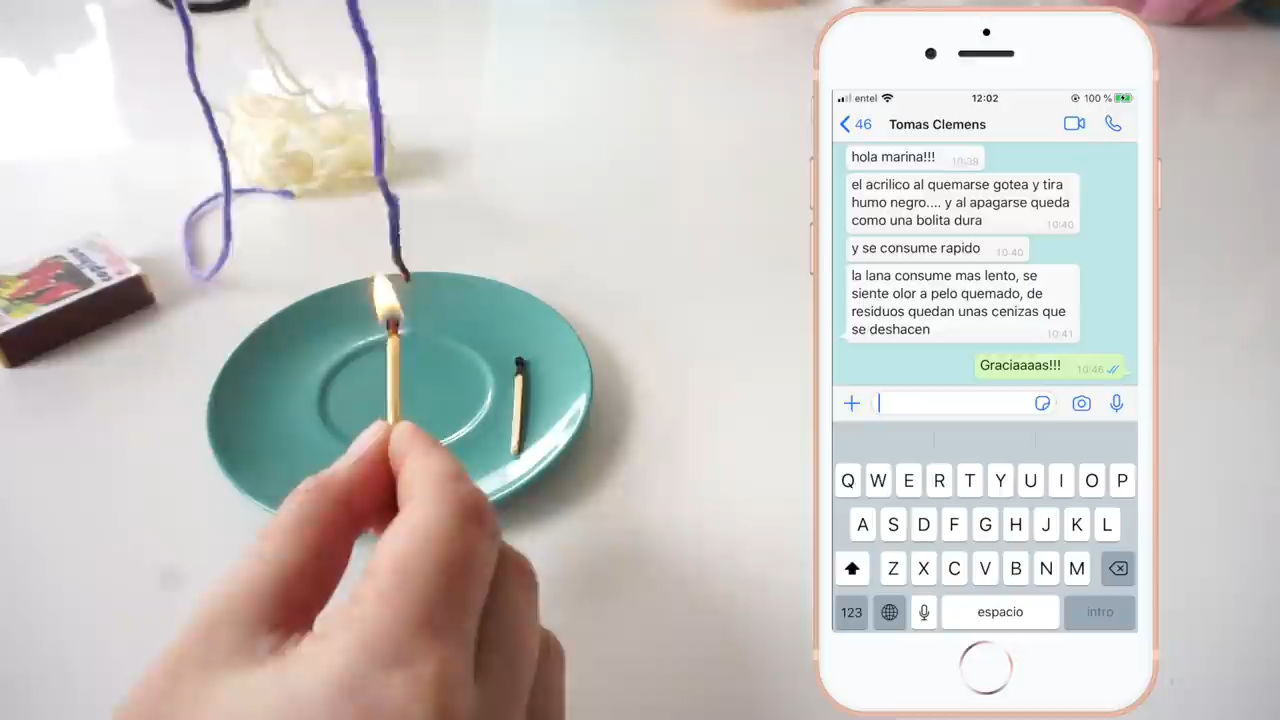 entel
12:02
100 %
46
Tomas Clemens
hola marina!!!
10:39
el acrilico al quemarse gotea y tira
humo negro.... y al apagarse queda
como una bolita dura
10:40
y se consume rapido
10:40
la lana consume mas lento, se
siente olor a pelo quemado, de
residuos quedan unas cenizas que
se deshacen
10:41
Graciaaaas!!!
10:46
Q W E R T Y U I O P
A S D F G H J K L
Z X C V B N M
123
espacio
intro